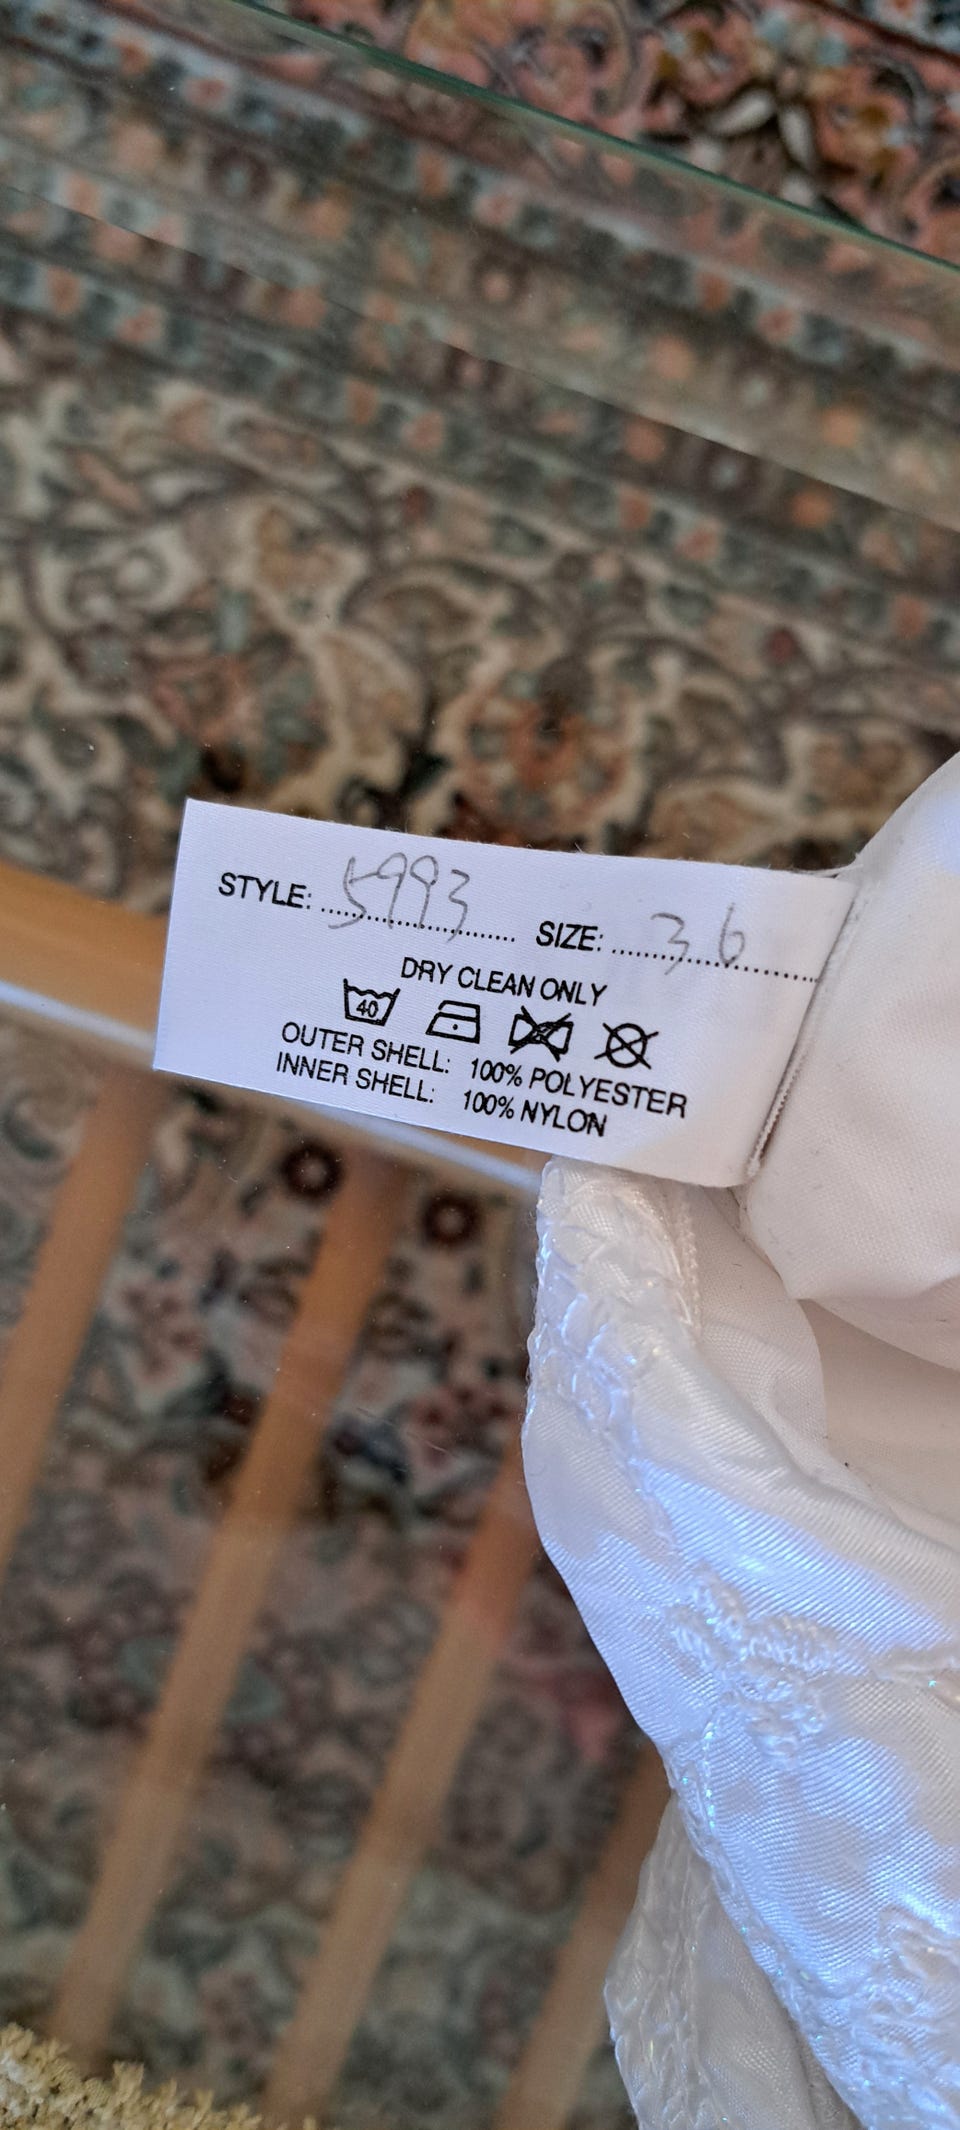 STYLE: 5993 SIZE: 36
DRY CLEAN ONLY
40
OUTER SHELL: 100% POLYESTER
INNER SHELL: 100% NYLON